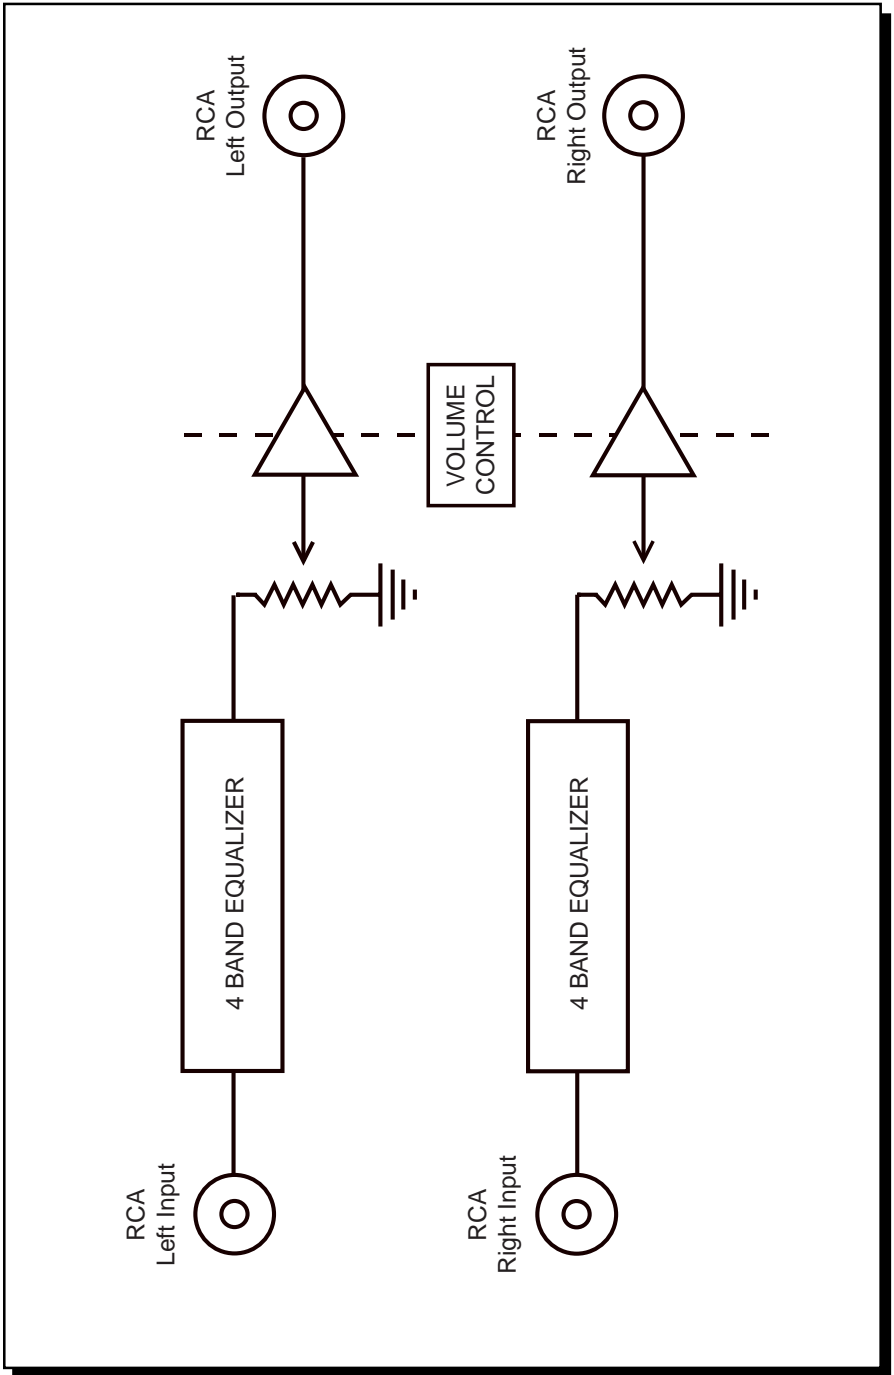 RCA
Left Input
4 BAND EQUALIZER
RCA
Left Output
VOLUME
CONTROL
RCA
Right Input
4 BAND EQUALIZER
RCA
Right Output